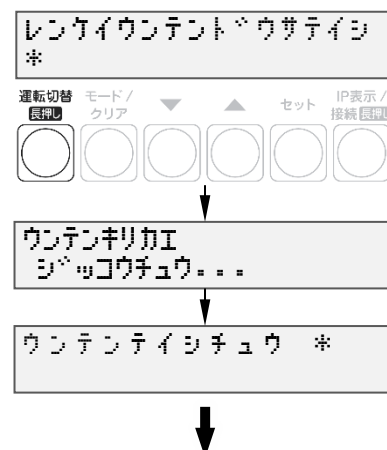 レンケイウンテンドウサテイシ
*
運転切替 長押し
モード/クリア
▼
▲
セット
IP表示/接続 長押し
ウンテンキリカエ
ジッコウチュウ...
ウンテンテイシチュウ *